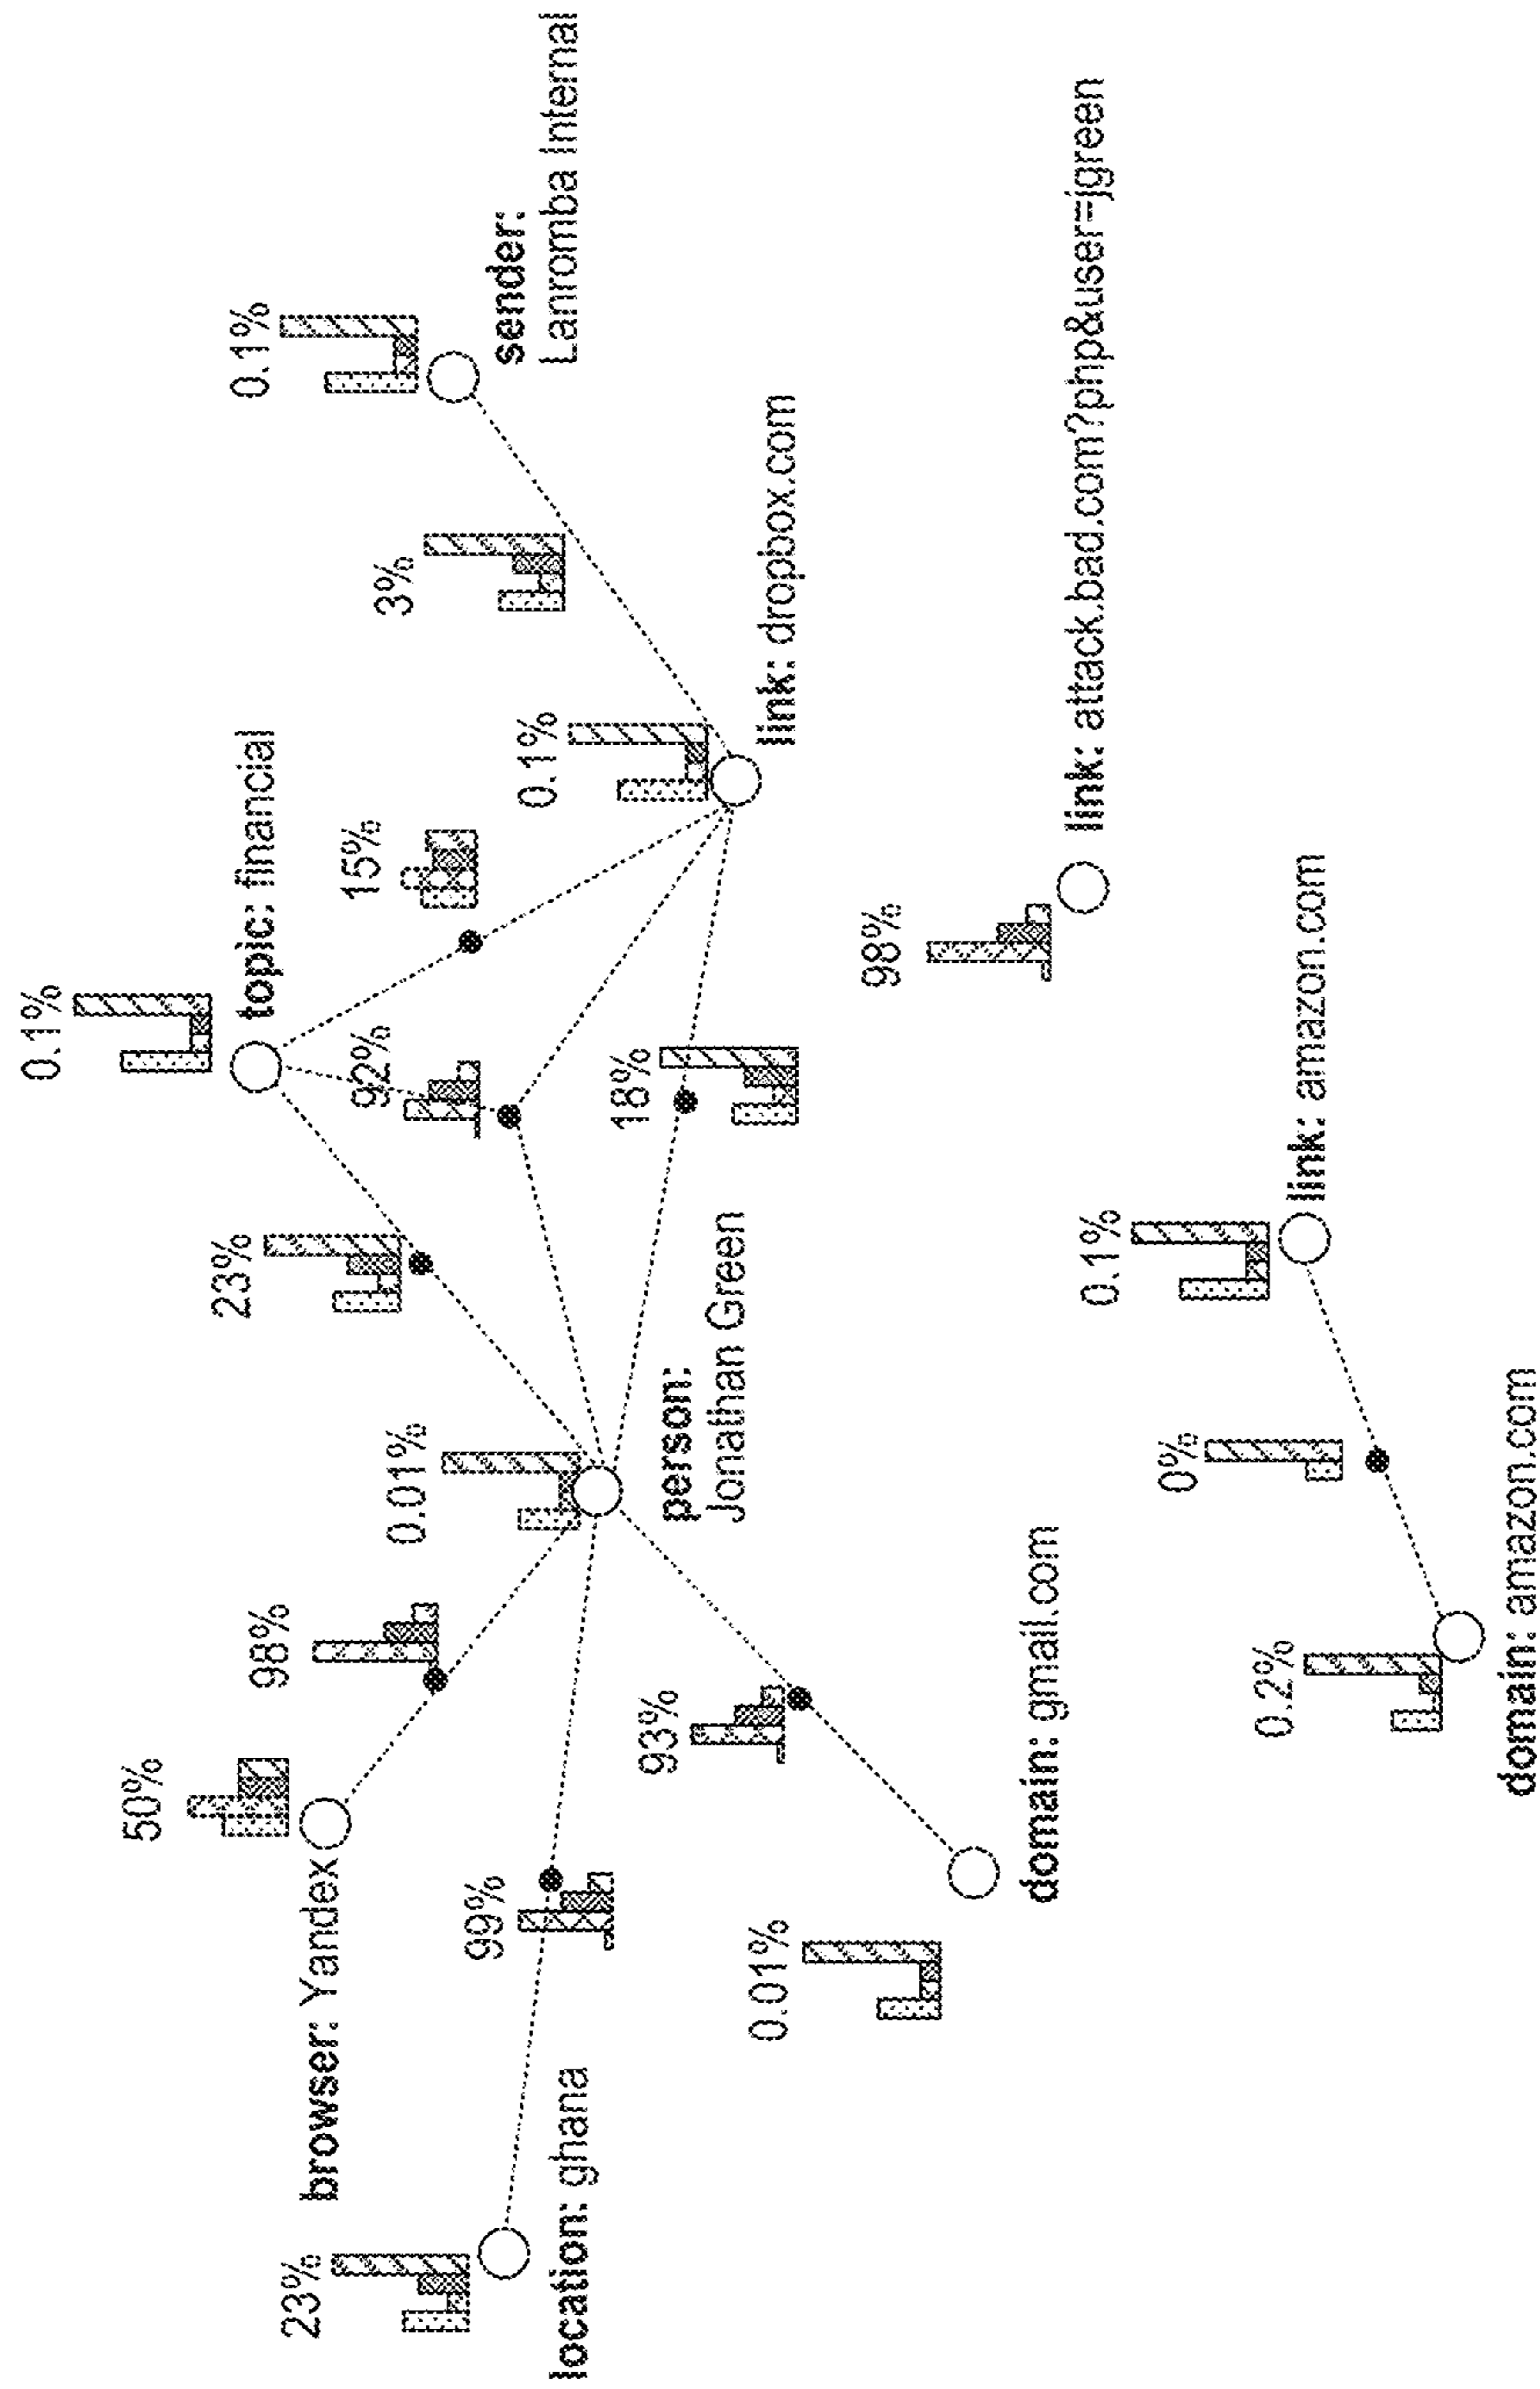 0.1%
topic: financial
50%
browser: Yandex
98%
23%
92%
15%
3%
0.1%
sender:
Lanromba Internal
23%
location: ghana
99%
0.01%
person:
Jonathan Green
18%
0.1%
link: dropbox.com
93%
0.01%
domain: gmail.com
98%
link: attack.bad.com?php&user=jgreen
0.2%
domain: amazon.com
0%
0.1%
link: amazon.com